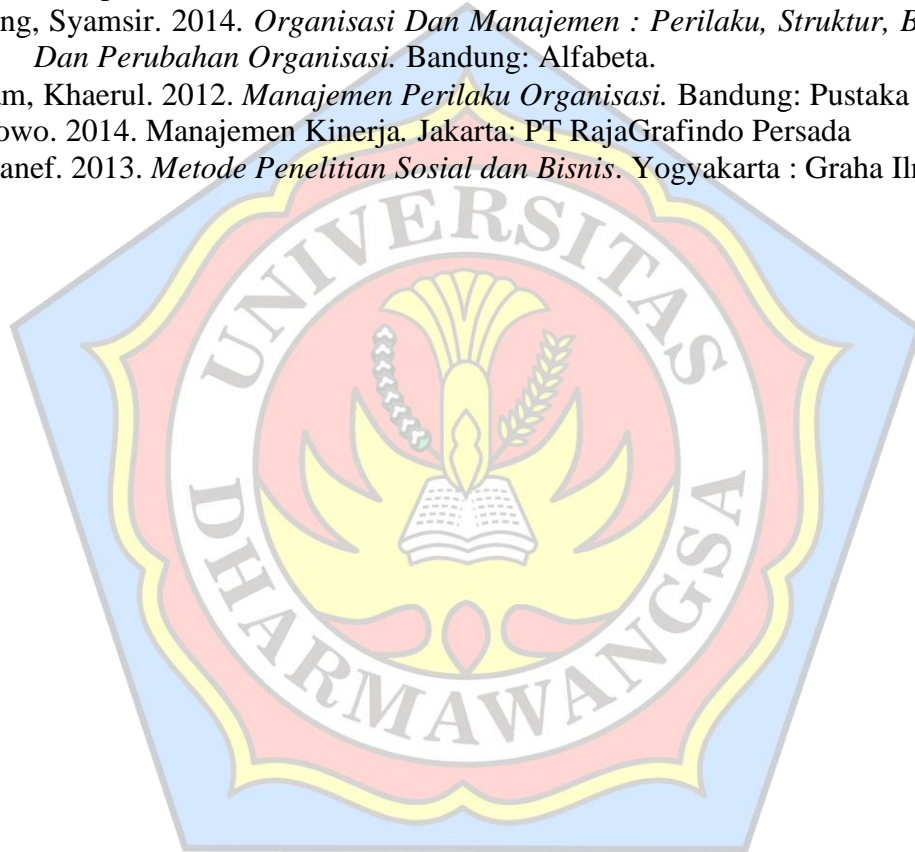 ng, Syamsir. 2014. Organisasi Dan Manajemen : Perilaku, Struktur, B
Dan Perubahan Organisasi. Bandung: Alfabeta.
am, Khaerul. 2012. Manajemen Perilaku Organisasi. Bandung: Pustaka
owo. 2014. Manajemen Kinerja. Jakarta: PT RajaGrafindo Persada
anef. 2013. Metode Penelitian Sosial dan Bisnis. Yogyakarta : Graha Il
UNIVERSITAS
DHARMAWANGSA